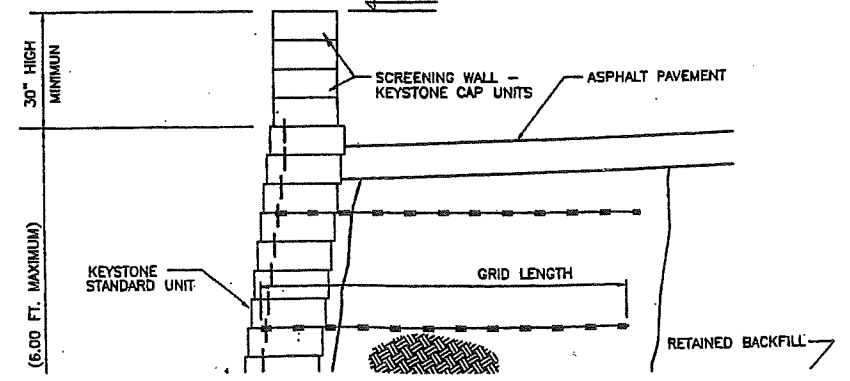 30" HIGH
MINIMUN
SCREENING WALL -
KEYSTONE CAP UNITS
ASPHALT PAVEMENT
(6.00 FT. MAXIMUM)
KEYSTONE
STANDARD UNIT
GRID LENGTH
RETAINED BACKFILL